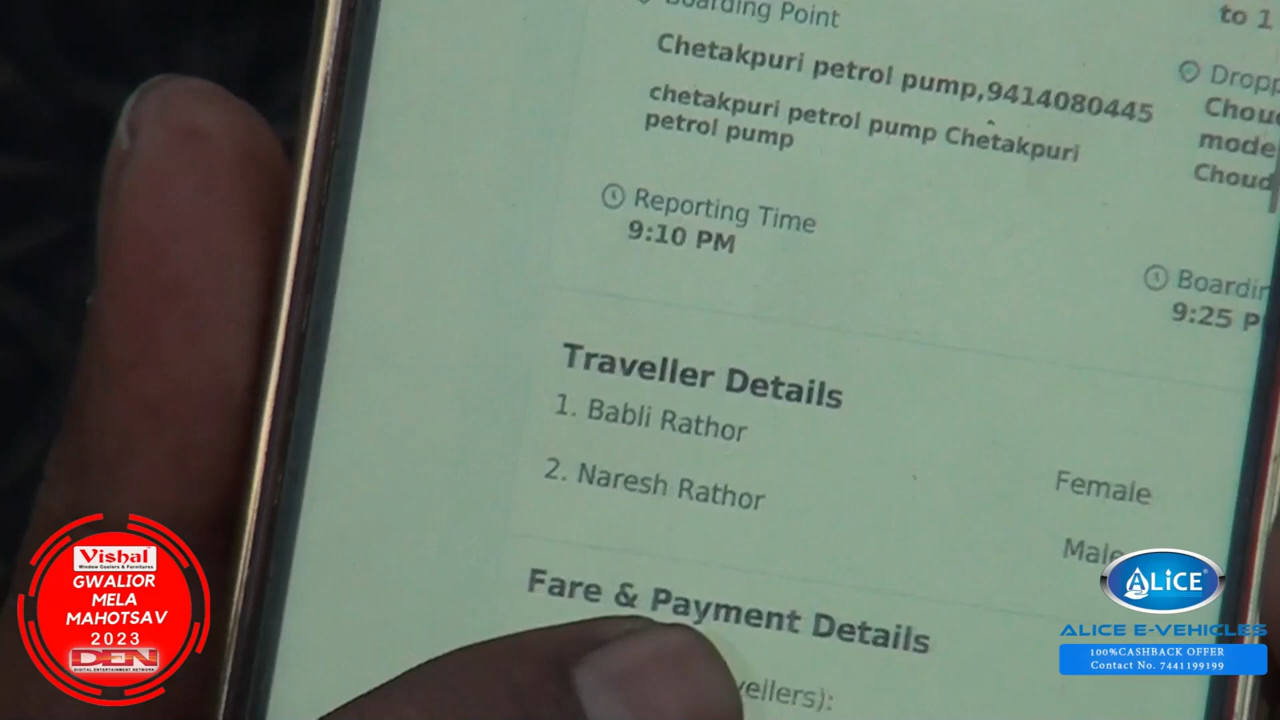 Boarding Point
to 1
Chetakpuri petrol pump,9414080445
chetakpuri petrol pump Chetakpuri
petrol pump
Dropp
Chou
mode
Choud
Reporting Time
9:10 PM
Boardin
9:25 P
Traveller Details
1. Babli Rathor
Female
2. Naresh Rathor
Male
Fare & Payment Details
vellers):
Vishal
Window Coolers & Furnitures
GWALIOR
MELA
MAHOTSAV
2023
DEN
DIGITAL ENTERTAINMENT NETWORK
ALICE
ALICE E-VEHICLES
100%CASHBACK OFFER
Contact No. 7441199199